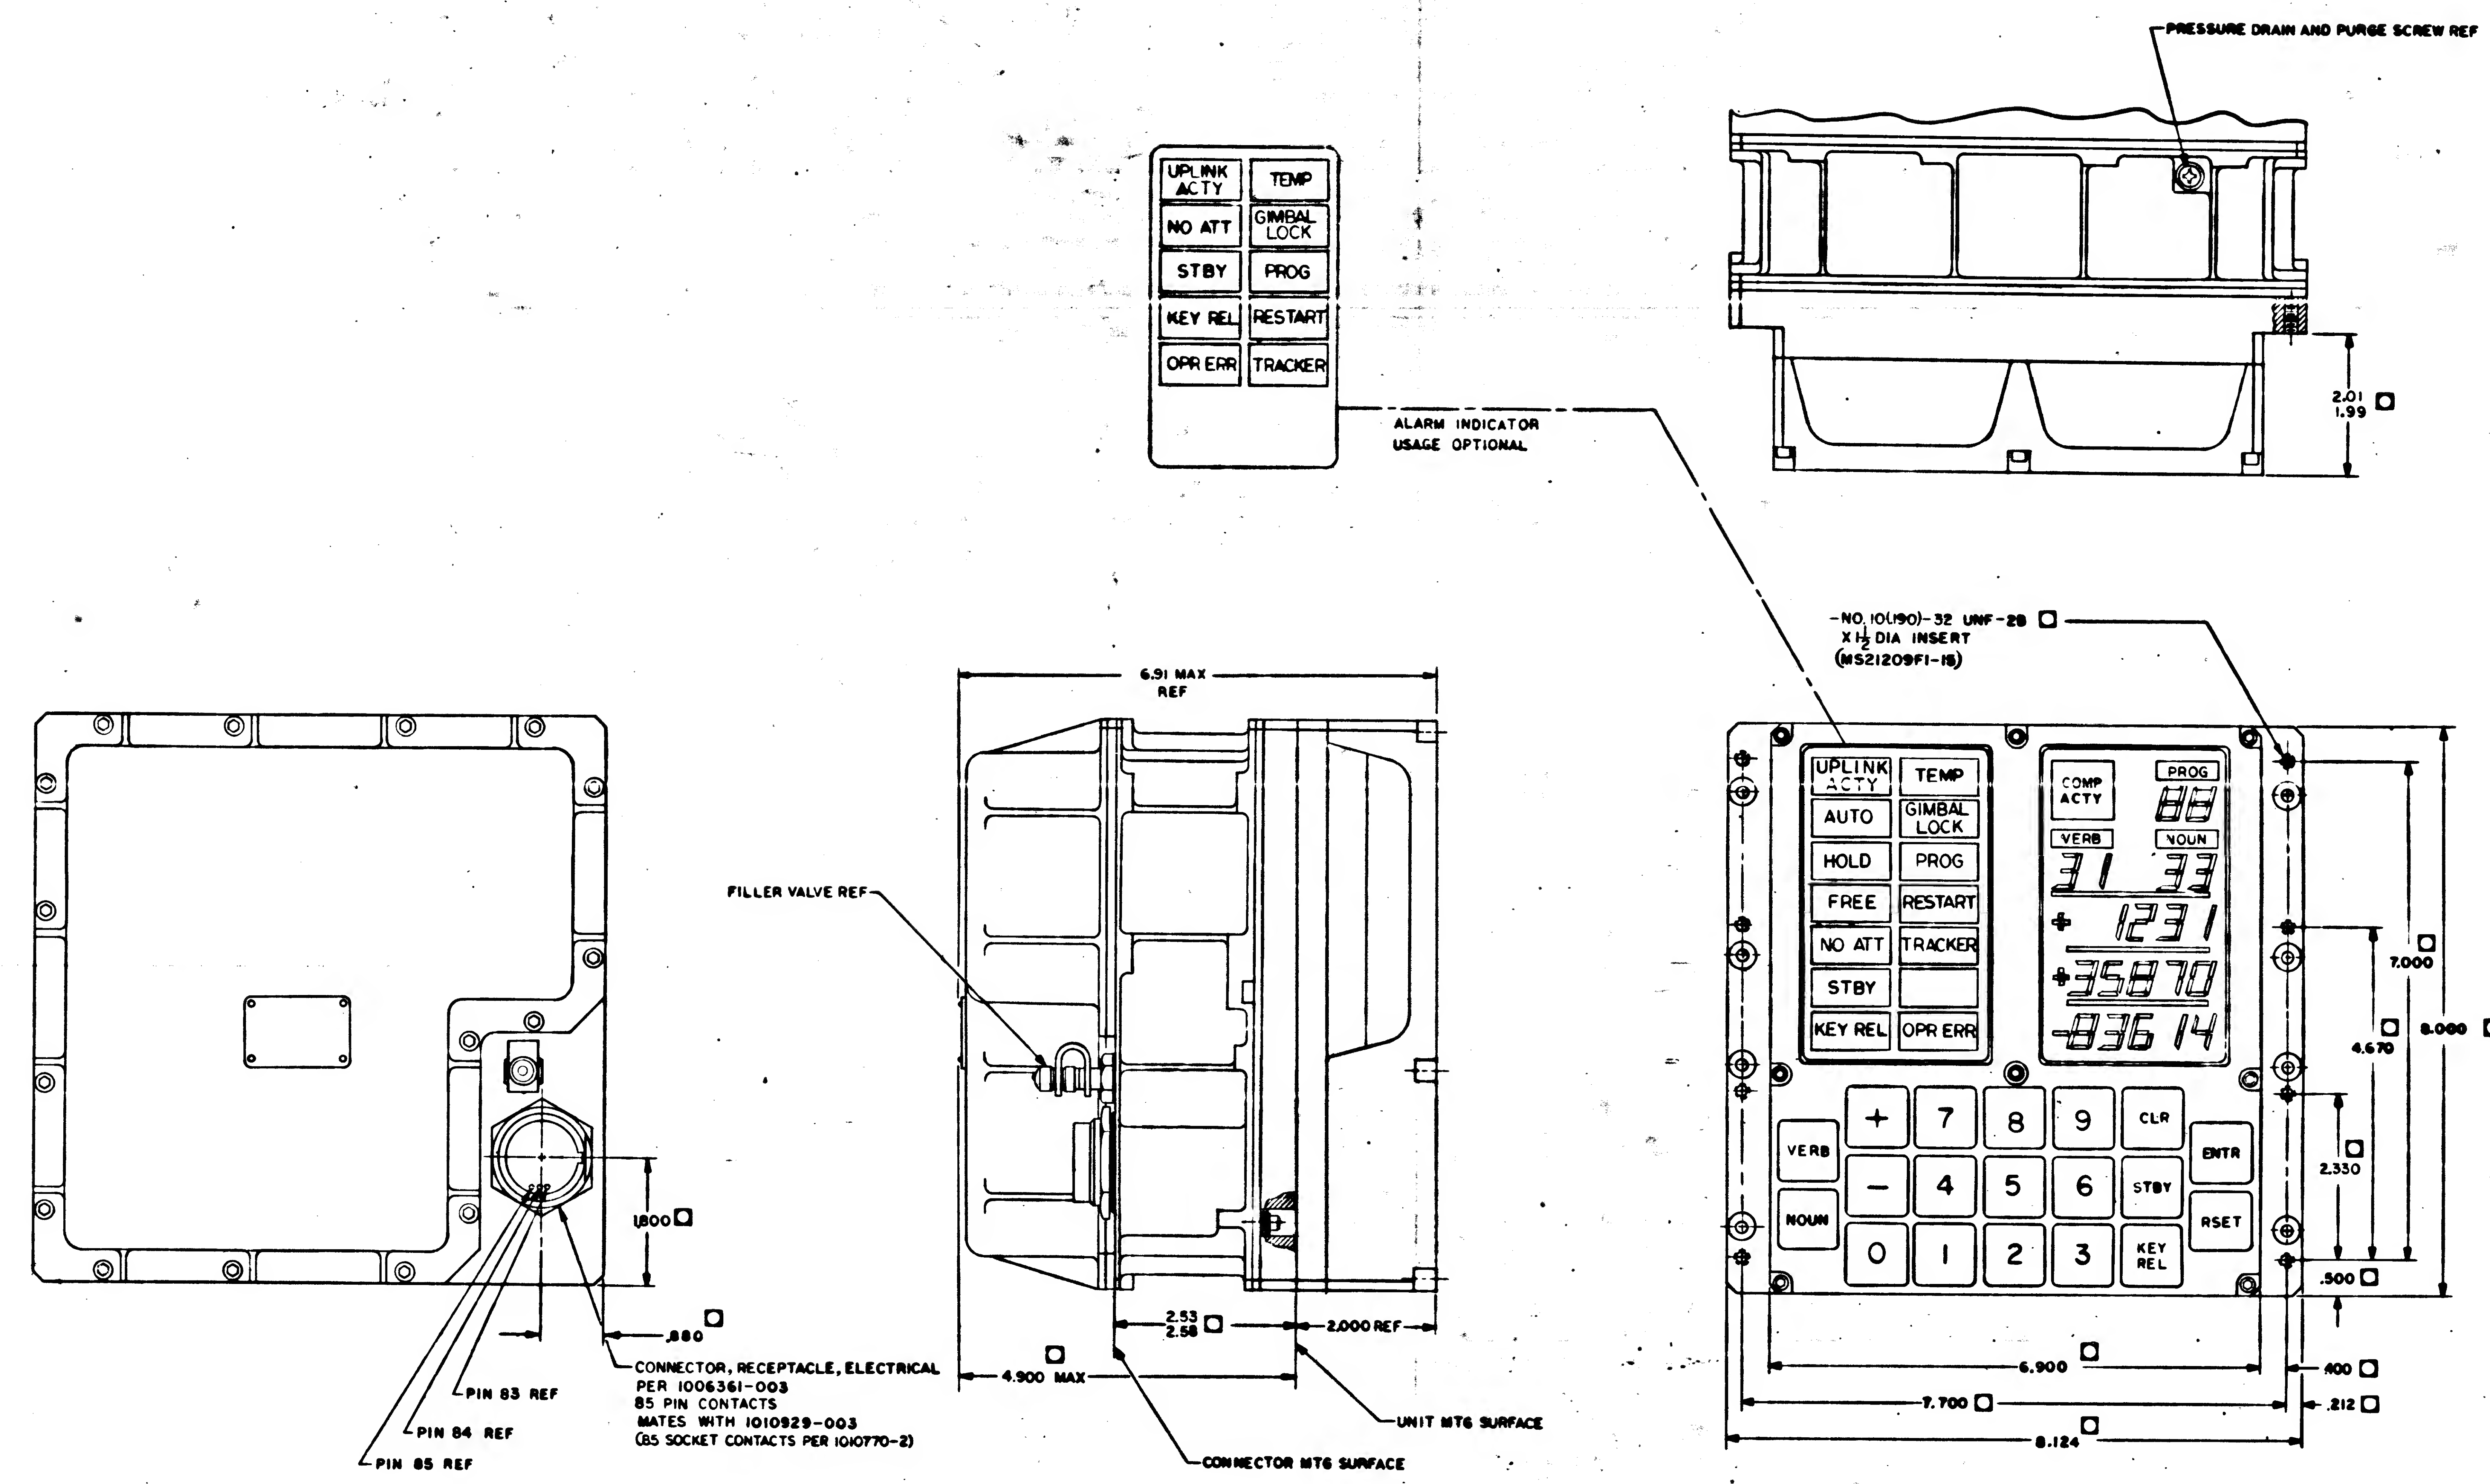 PRESSURE DRAIN AND PURGE SCREW REF
UPLINK
ACTY
TEMP
NO ATT
GIMBAL
LOCK
STBY
PROG
KEY REL
RESTART
OPR ERR
TRACKER
ALARM INDICATOR
USAGE OPTIONAL
2.01
1.99
NO. 10(.190)-32 UNF-2B
X 1½ DIA INSERT
(MS21209F1-15)
6.91 MAX
REF
FILLER VALVE REF
1.800
.880
CONNECTOR, RECEPTACLE, ELECTRICAL
PER 1006361-003
85 PIN CONTACTS
MATES WITH 1010929-003
(85 SOCKET CONTACTS PER 1010770-2)
PIN 83 REF
PIN 84 REF
PIN 85 REF
2.53
2.58
2.000 REF
4.900 MAX
UNIT MTG SURFACE
CONNECTOR MTG SURFACE
UPLINK
ACTY
TEMP
AUTO
GIMBAL
LOCK
HOLD
PROG
FREE
RESTART
NO ATT
TRACKER
STBY
KEY REL
OPR ERR
COMP
ACTY
PROG
88
VERB
NOUN
31
33
+ 1231
+35870
-83614
+
7
8
9
CLR
VERB
ENTR
-
4
5
6
STBY
NOUN
RSET
0
1
2
3
KEY
REL
7.000
8.000
4.670
2.330
.500
6.900
.400
7.700
.212
8.124